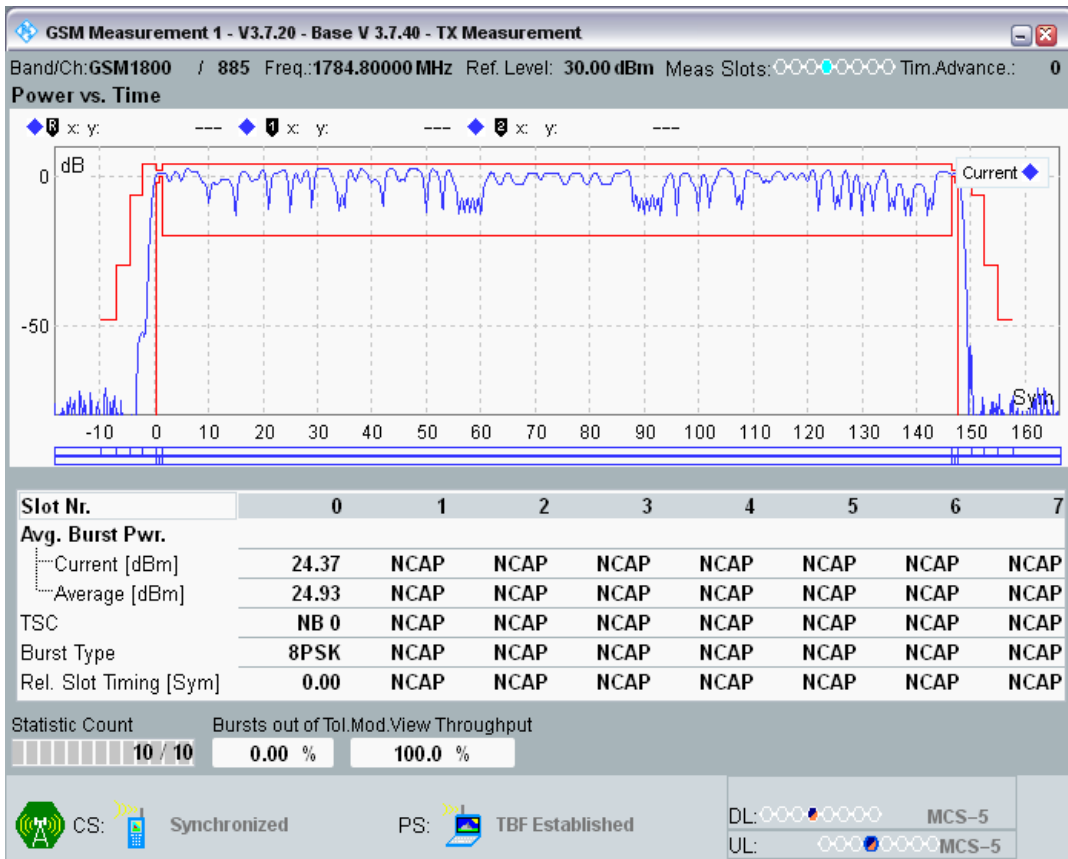 GSM Measurement 1 - V3.7.20 - Base V 3.7.40 - TX Measurement
Band/Ch:GSM1800 / 885 Freq.:1784.80000 MHz Ref. Level: 30.00 dBm Meas Slots: Tim.Advance.: 0
Power vs. Time
R x: y: --- 1 x: y: --- 2 x: y: ---
dB
Current
0
-50
Sym
-10 0 10 20 30 40 50 60 70 80 90 100 110 120 130 140 150 160
Slot Nr. 0 1 2 3 4 5 6 7
Avg. Burst Pwr.
Current [dBm] 24.37 NCAP NCAP NCAP NCAP NCAP NCAP NCAP
Average [dBm] 24.93 NCAP NCAP NCAP NCAP NCAP NCAP NCAP
TSC NB 0 NCAP NCAP NCAP NCAP NCAP NCAP NCAP
Burst Type 8PSK NCAP NCAP NCAP NCAP NCAP NCAP NCAP
Rel. Slot Timing [Sym] 0.00 NCAP NCAP NCAP NCAP NCAP NCAP NCAP
Statistic Count Bursts out of Tol.Mod.View Throughput
10 / 10 0.00 % 100.0 %
CS: Synchronized PS: TBF Established DL: MCS-5
UL: MCS-5